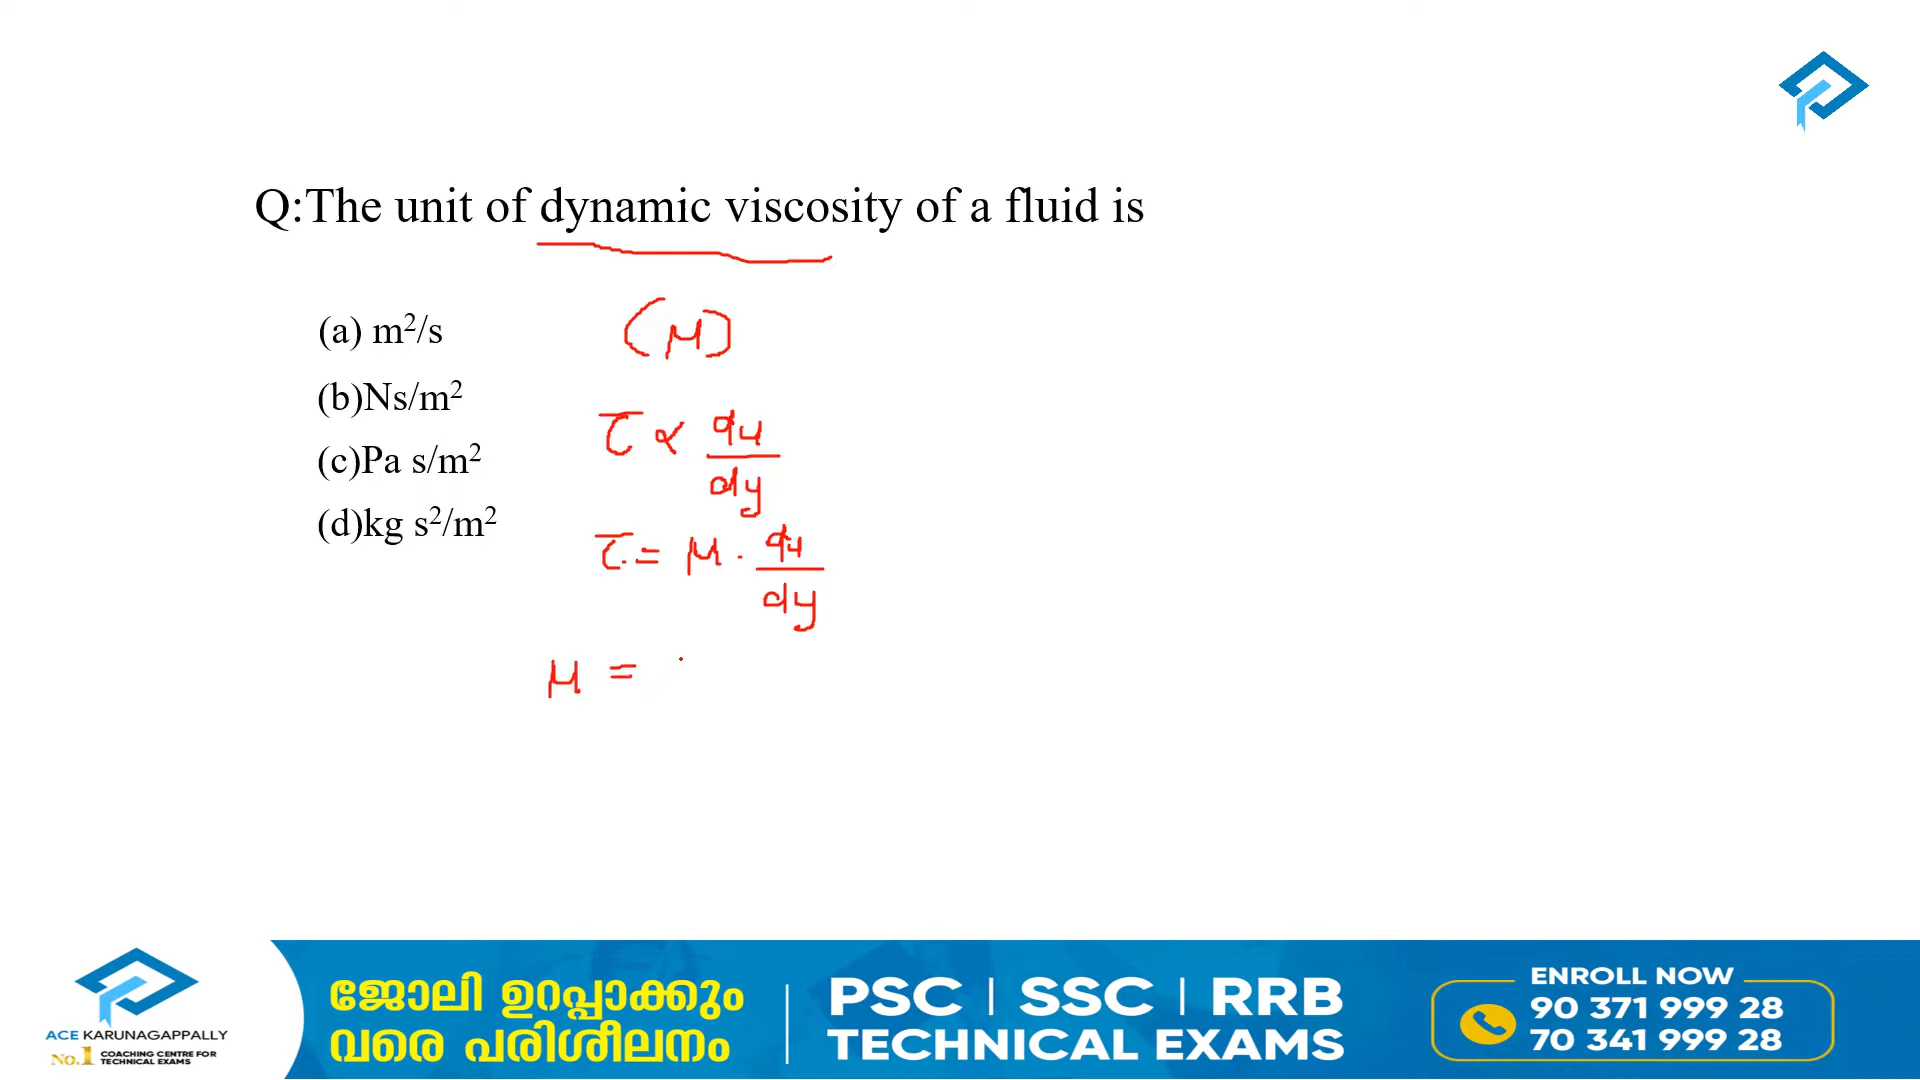 Q:The unit of dynamic viscosity of a fluid is
(a) m²/s
(b)Ns/m²
(c)Pa s/m²
(d)kg s²/m²
(μ)
τ ∝ du/dy
τ = μ . du/dy
μ =
ACE KARUNAGAPPALLY
No.1 COACHING CENTRE FOR TECHNICAL EXAMS
ജോലി ഉറപ്പാക്കും
വരെ പരിശീലനം
PSC | SSC | RRB
TECHNICAL EXAMS
ENROLL NOW
90 371 999 28
70 341 999 28